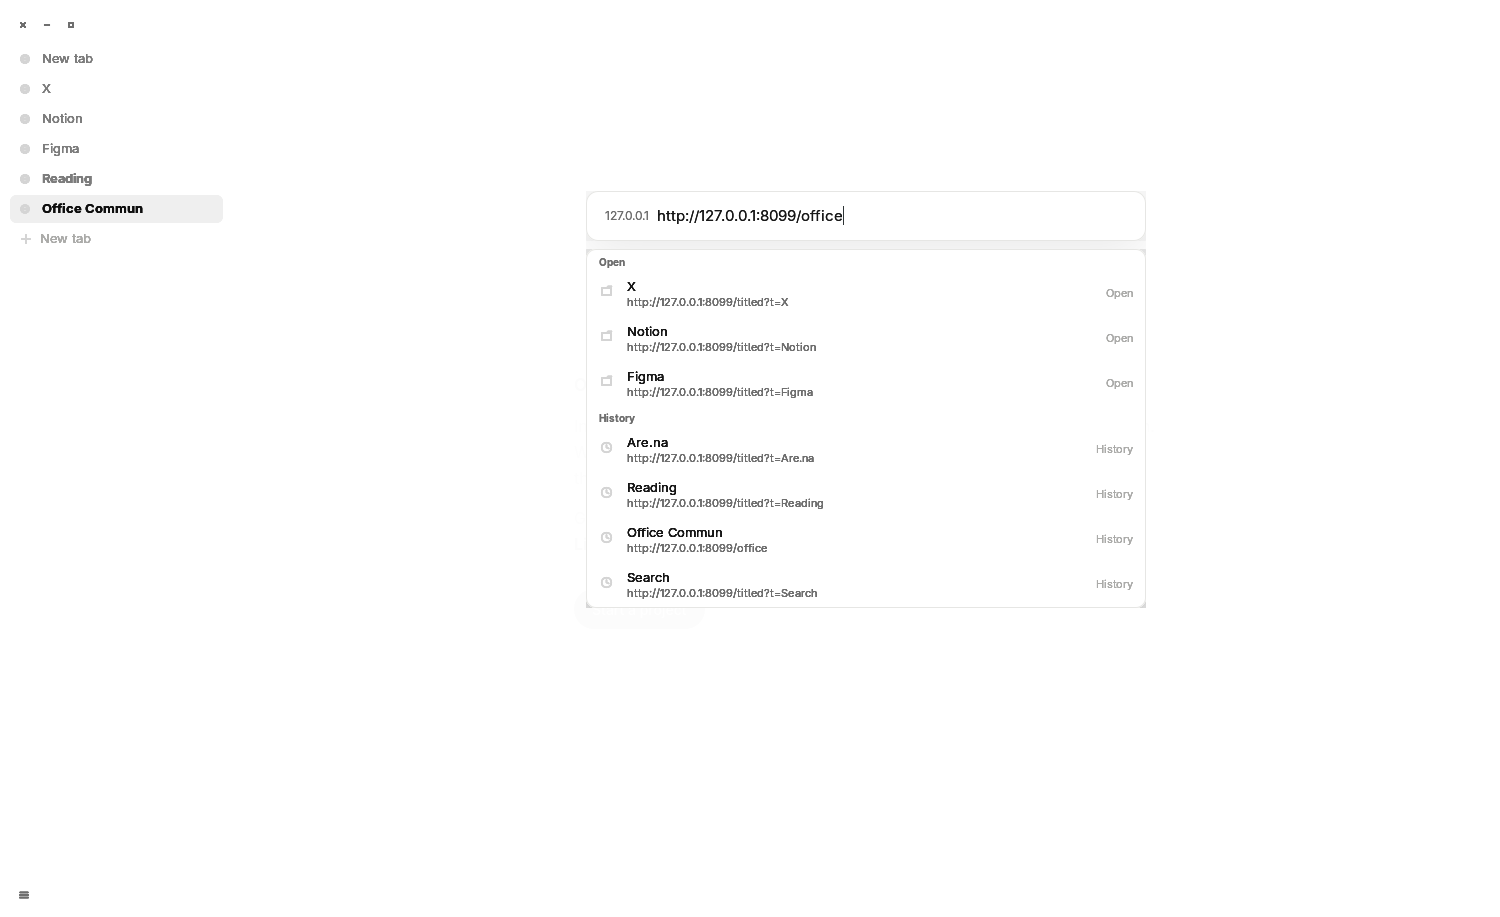 New tab
X
Notion
Figma
Reading
Office Commun
New tab
127.0.0.1 http://127.0.0.1:8099/office
Open
X
http://127.0.0.1:8099/titled?t=X
Open
Notion
http://127.0.0.1:8099/titled?t=Notion
Open
Figma
http://127.0.0.1:8099/titled?t=Figma
Open
History
Are.na
http://127.0.0.1:8099/titled?t=Are.na
History
Reading
http://127.0.0.1:8099/titled?t=Reading
History
Office Commun
http://127.0.0.1:8099/office
History
Search
http://127.0.0.1:8099/titled?t=Search
History